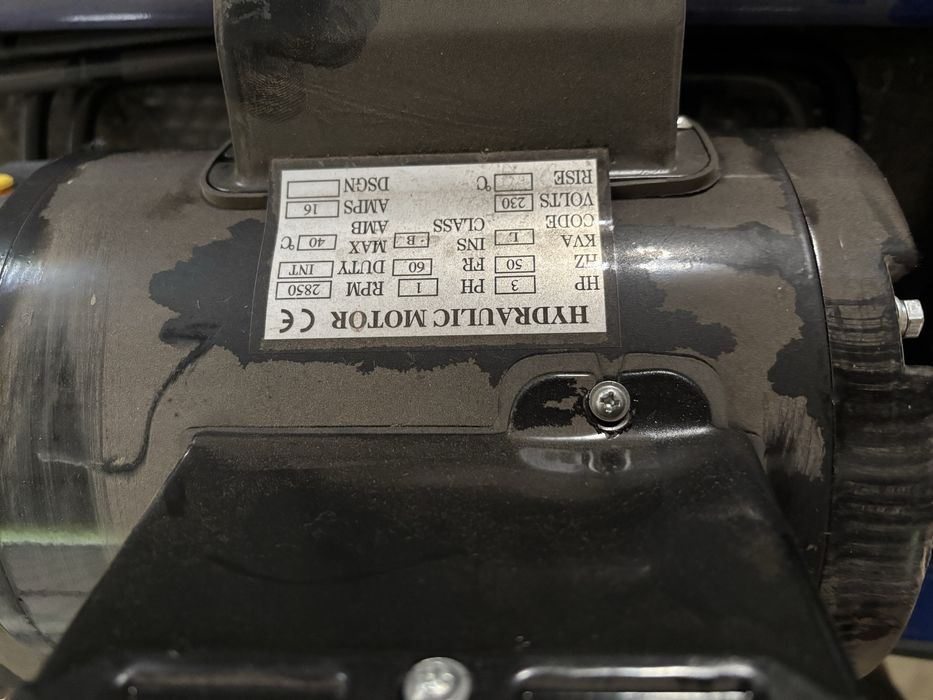 HYDRAULIC MOTOR CE
HP 3 PH 1 RPM 2850
HZ 50 FR 60 DUTY INT
KVA CODE L INS CLASS B MAX AMB 40 °C
VOLTS 230 AMPS 16
RISE °C DSGN